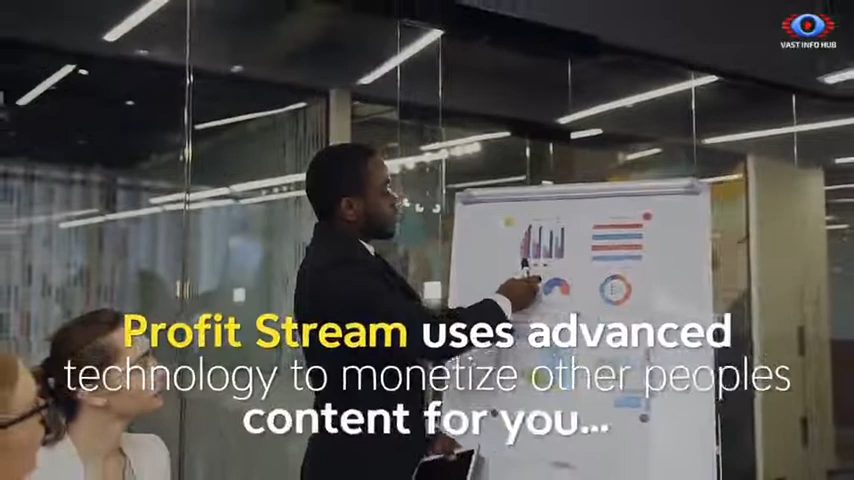 VAST INFO HUB
Profit Stream uses advanced
technology to monetize other peoples
content for you...